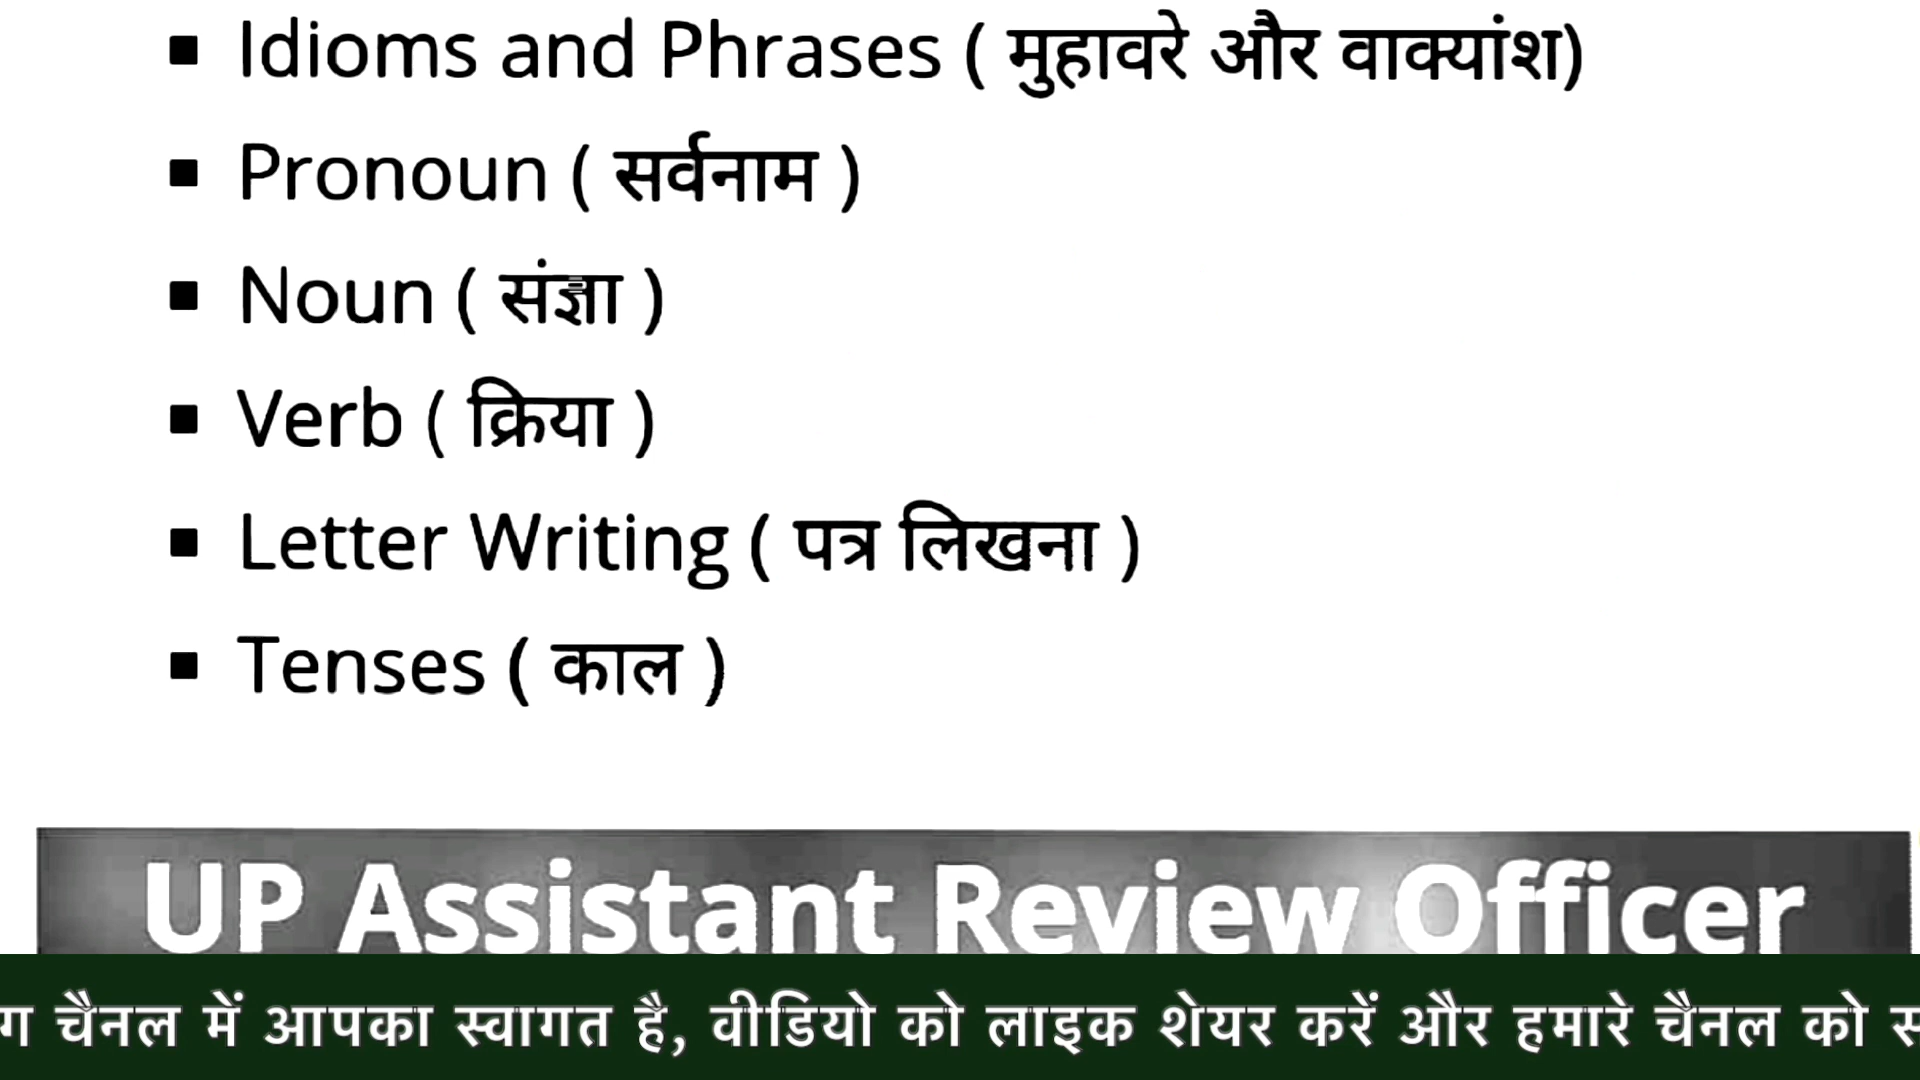 ▪ Idioms and Phrases ( मुहावरे और वाक्यांश)
▪ Pronoun ( सर्वनाम )
▪ Noun ( संज्ञा )
▪ Verb ( क्रिया )
▪ Letter Writing ( पत्र लिखना )
▪ Tenses ( काल )
UP Assistant Review Officer
चैनल में आपका स्वागत है, वीडियो को लाइक शेयर करें और हमारे चैनल को